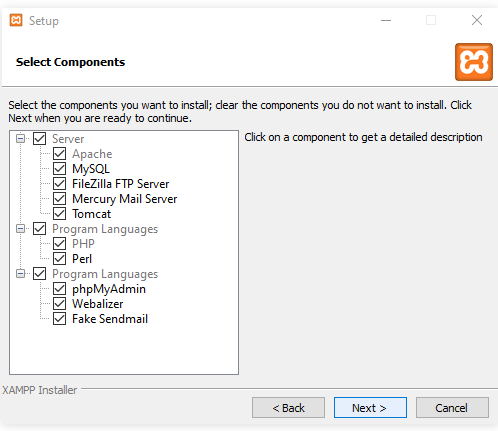 Setup
Select Components
Select the components you want to install; clear the components you do not want to install. Click
Next when you are ready to continue.
Server
Apache
MySQL
FileZilla FTP Server
Mercury Mail Server
Tomcat
Program Languages
PHP
Perl
Program Languages
phpMyAdmin
Webalizer
Fake Sendmail
Click on a component to get a detailed description
XAMPP Installer
< Back
Next >
Cancel